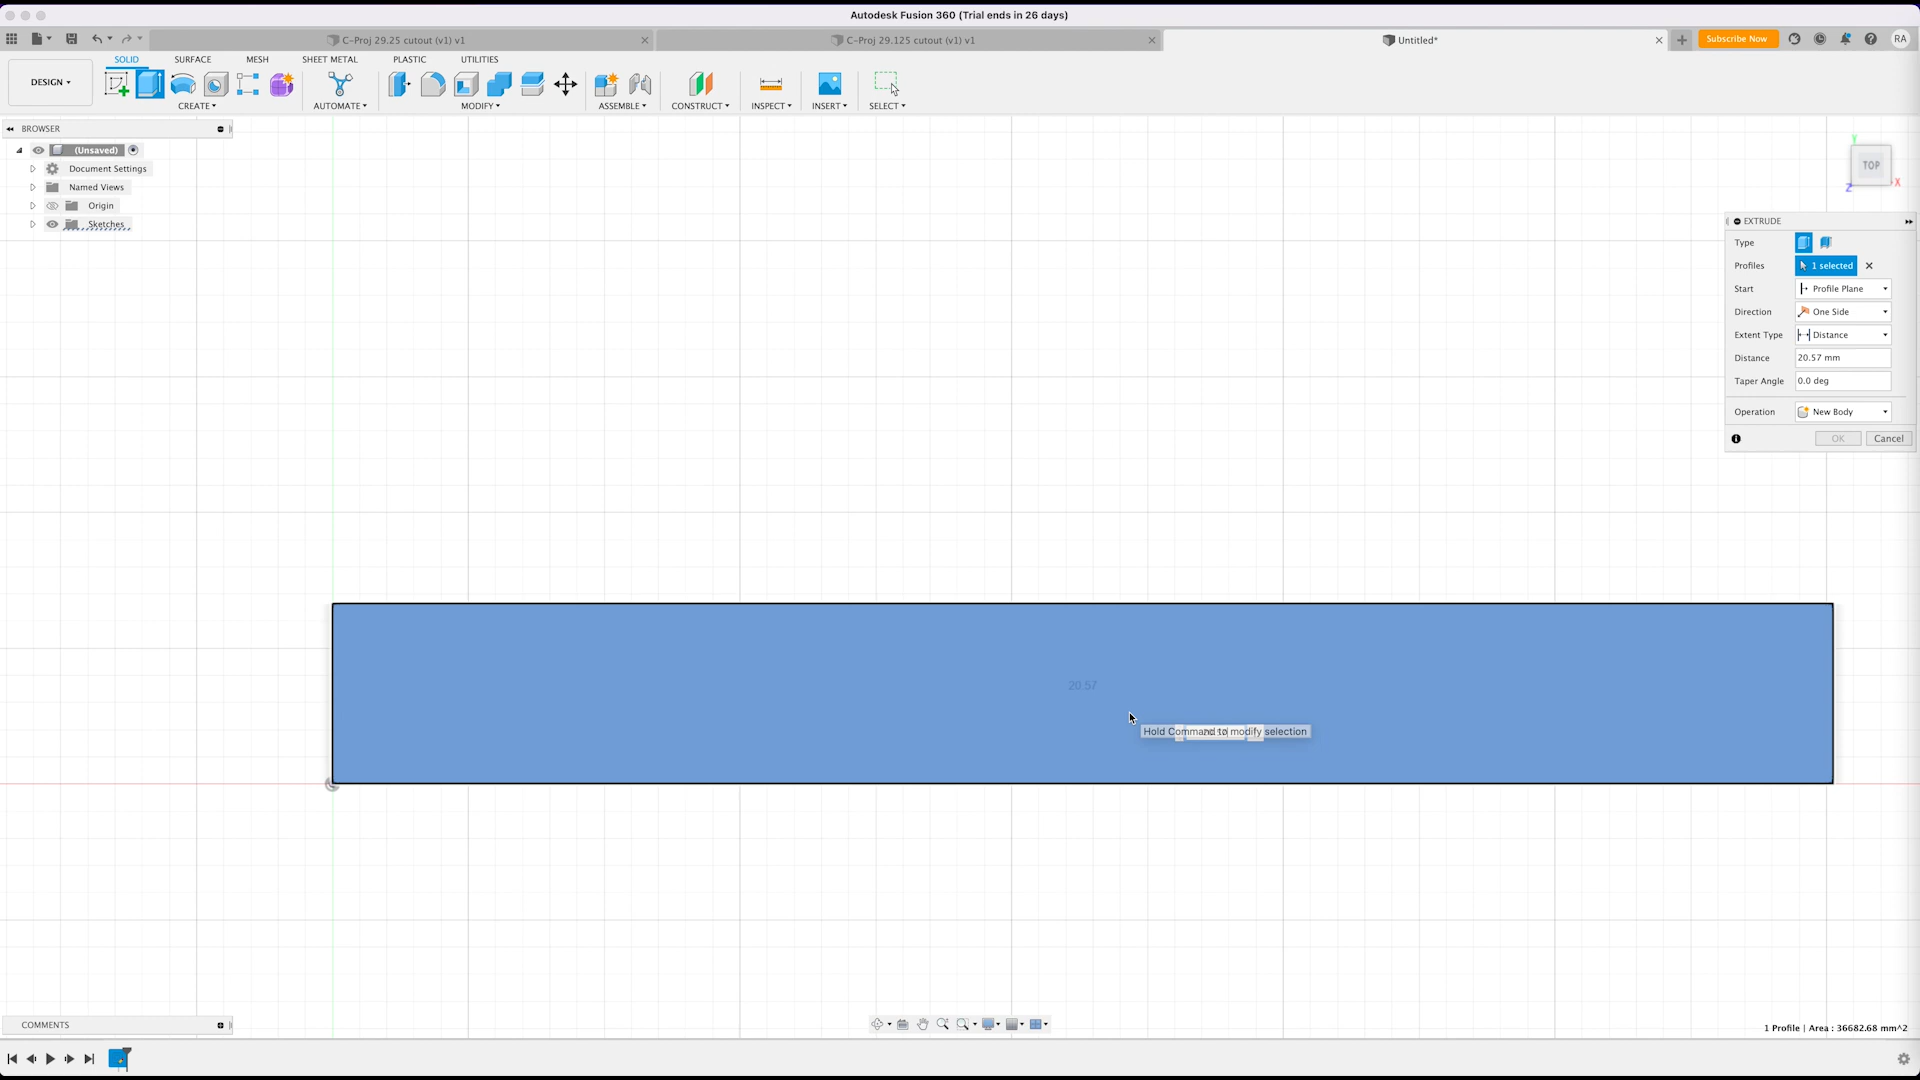 Autodesk Fusion 360 (Trial ends in 26 days)
C-Proj 29.25 cutout (v1) v1
C-Proj 29.125 cutout (v1) v1
Untitled*
Subscribe Now
RA
DESIGN
SOLID
SURFACE
MESH
SHEET METAL
PLASTIC
UTILITIES
CREATE
AUTOMATE
MODIFY
ASSEMBLE
CONSTRUCT
INSPECT
INSERT
SELECT
BROWSER
(Unsaved)
Document Settings
Named Views
Origin
Sketches
Y
TOP
Z
X
EXTRUDE
Type
Profiles
1 selected
Start
Profile Plane
Direction
One Side
Extent Type
Distance
Distance
20.57 mm
Taper Angle
0.0 deg
Operation
New Body
OK
Cancel
20.57
Hold Command to modify selection
COMMENTS
1 Profile | Area : 36682.68 mm^2